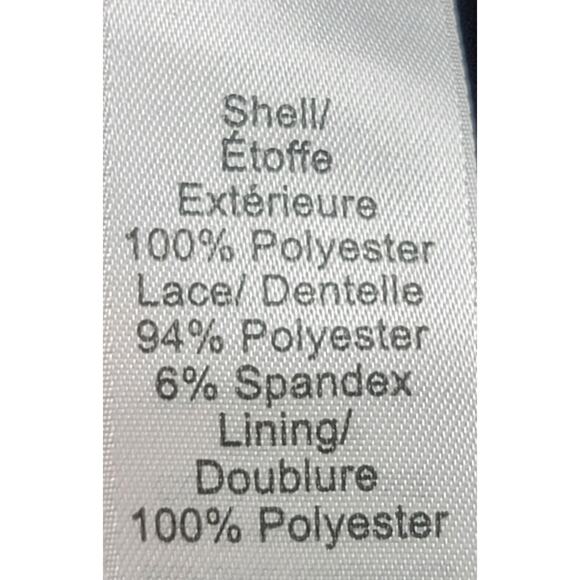 Shell/
Étoffe
Extérieure
100% Polyester
Lace/ Dentelle
94% Polyester
6% Spandex
Lining/
Doublure
100% Polyester